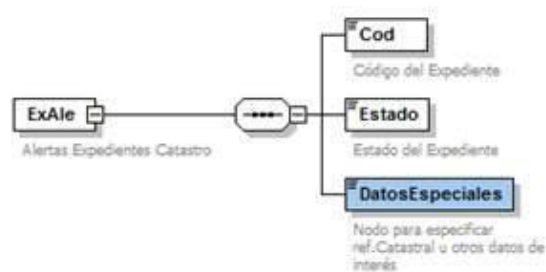 Cod
Código del Expediente
ExAle
Alertas Expedientes Catastro
Estado
Estado del Expediente
DatosEspeciales
Nodo para especificar
ref.Catastral u otros datos de
interés